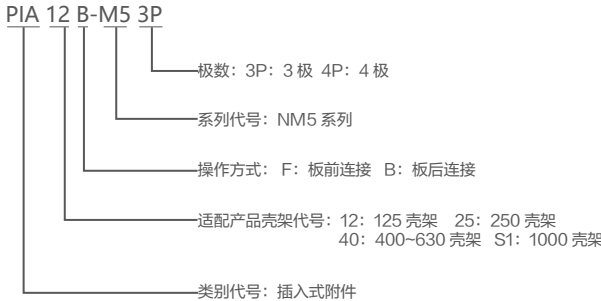 PIA 12 B-M5 3P
极数：3P：3 极 4P：4 极
系列代号：NM5 系列
操作方式： F：板前连接 B：板后连接
适配产品壳架代号：12：125 壳架 25：250 壳架
40：400~630 壳架 S1：1000 壳架
类别代号：插入式附件